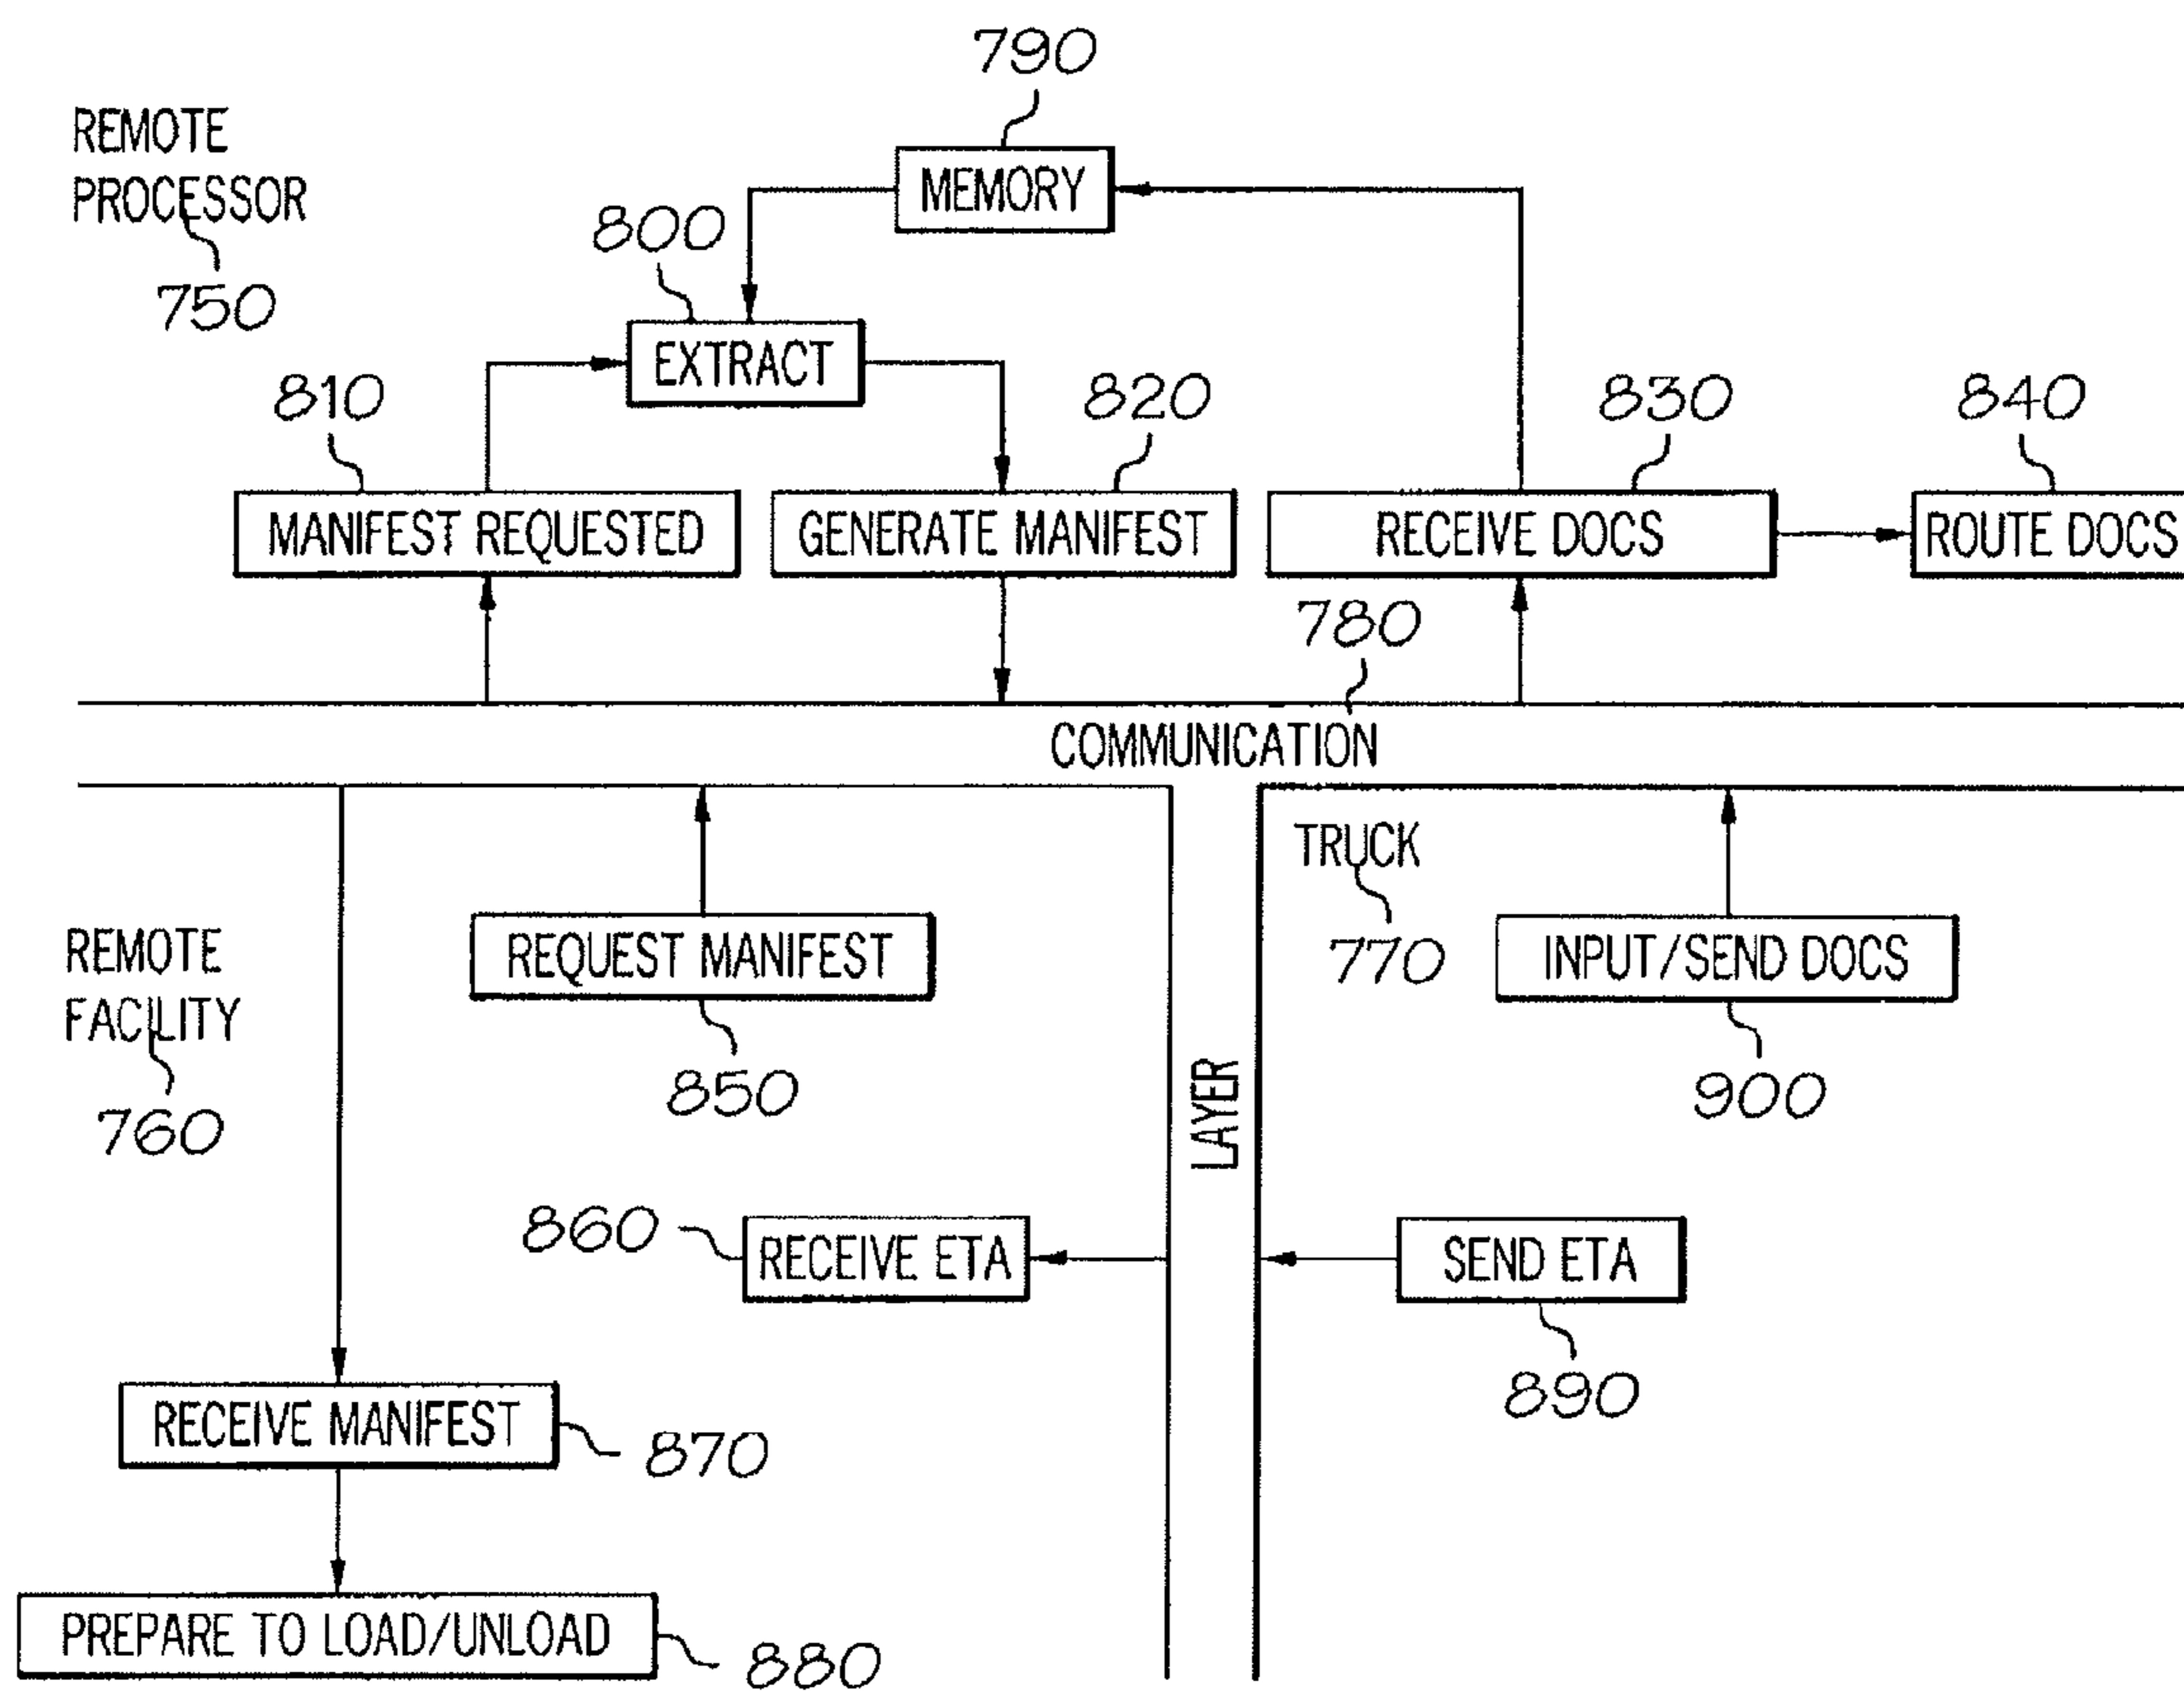 790
REMOTE
PROCESSOR
750
MEMORY
800
EXTRACT
810
820
830
840
MANIFEST REQUESTED
GENERATE MANIFEST
RECEIVE DOCS
ROUTE DOCS
780
COMMUNICATION
TRUCK
770
REMOTE
FACILITY
760
REQUEST MANIFEST
850
INPUT/SEND DOCS
900
LAYER
860
RECEIVE ETA
SEND ETA
890
RECEIVE MANIFEST
870
PREPARE TO LOAD/UNLOAD
880